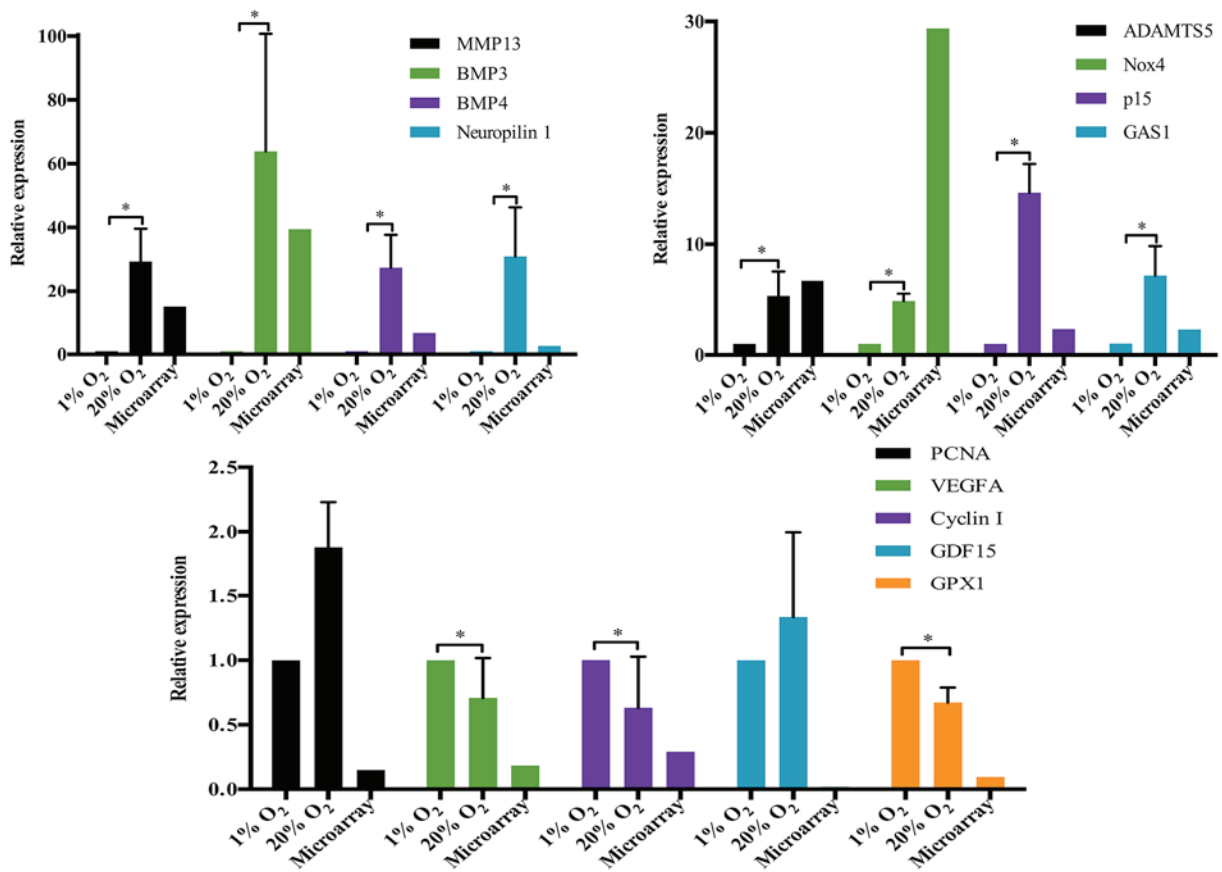 Relative expression
100
80
60
40
20
0
*
*
*
*
MMP13
BMP3
BMP4
Neuropilin 1
1% O2
20% O2
Microarray
1% O2
20% O2
Microarray
1% O2
20% O2
Microarray
1% O2
20% O2
Microarray
Relative expression
30
20
10
0
*
*
*
*
ADAMTS5
Nox4
p15
GAS1
1% O2
20% O2
Microarray
1% O2
20% O2
Microarray
1% O2
20% O2
Microarray
1% O2
20% O2
Microarray
Relative expression
2.5
2.0
1.5
1.0
0.5
0.0
*
*
*
PCNA
VEGFA
Cyclin I
GDF15
GPX1
1% O2
20% O2
Microarray
1% O2
20% O2
Microarray
1% O2
20% O2
Microarray
1% O2
20% O2
Microarray
1% O2
20% O2
Microarray